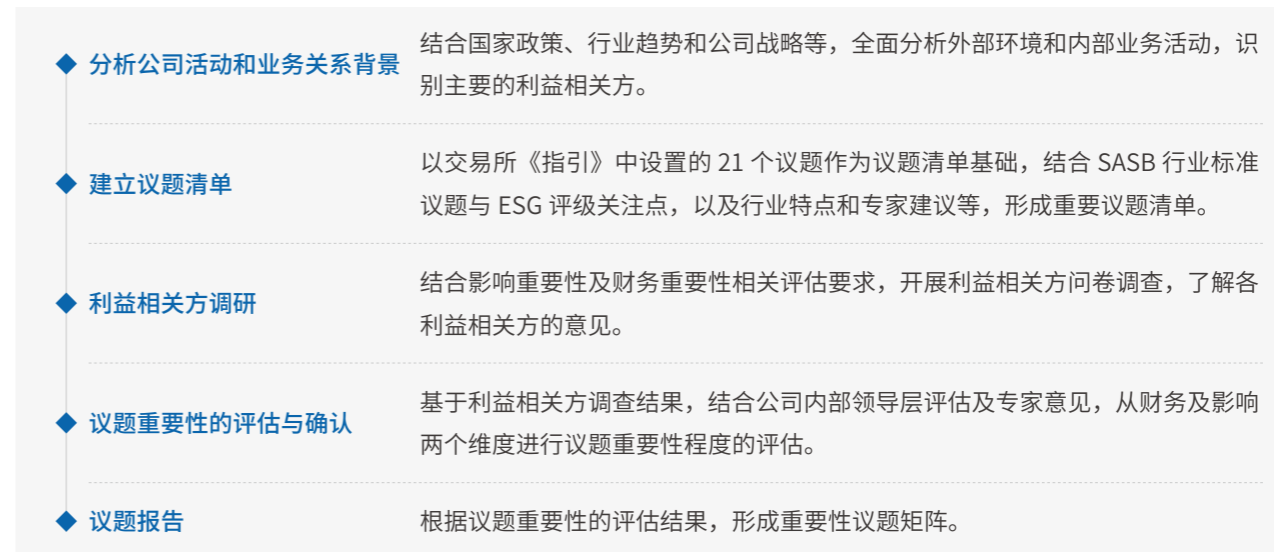 分析公司活动和业务关系背景
结合国家政策、行业趋势和公司战略等，全面分析外部环境和内部业务活动，识
别主要的利益相关方。
建立议题清单
以交易所《指引》中设置的 21 个议题作为议题清单基础，结合 SASB 行业标准
议题与 ESG 评级关注点，以及行业特点和专家建议等，形成重要议题清单。
利益相关方调研
结合影响重要性及财务重要性相关评估要求，开展利益相关方问卷调查，了解各
利益相关方的意见。
议题重要性的评估与确认
基于利益相关方调查结果，结合公司内部领导层评估及专家意见，从财务及影响
两个维度进行议题重要性程度的评估。
议题报告
根据议题重要性的评估结果，形成重要性议题矩阵。